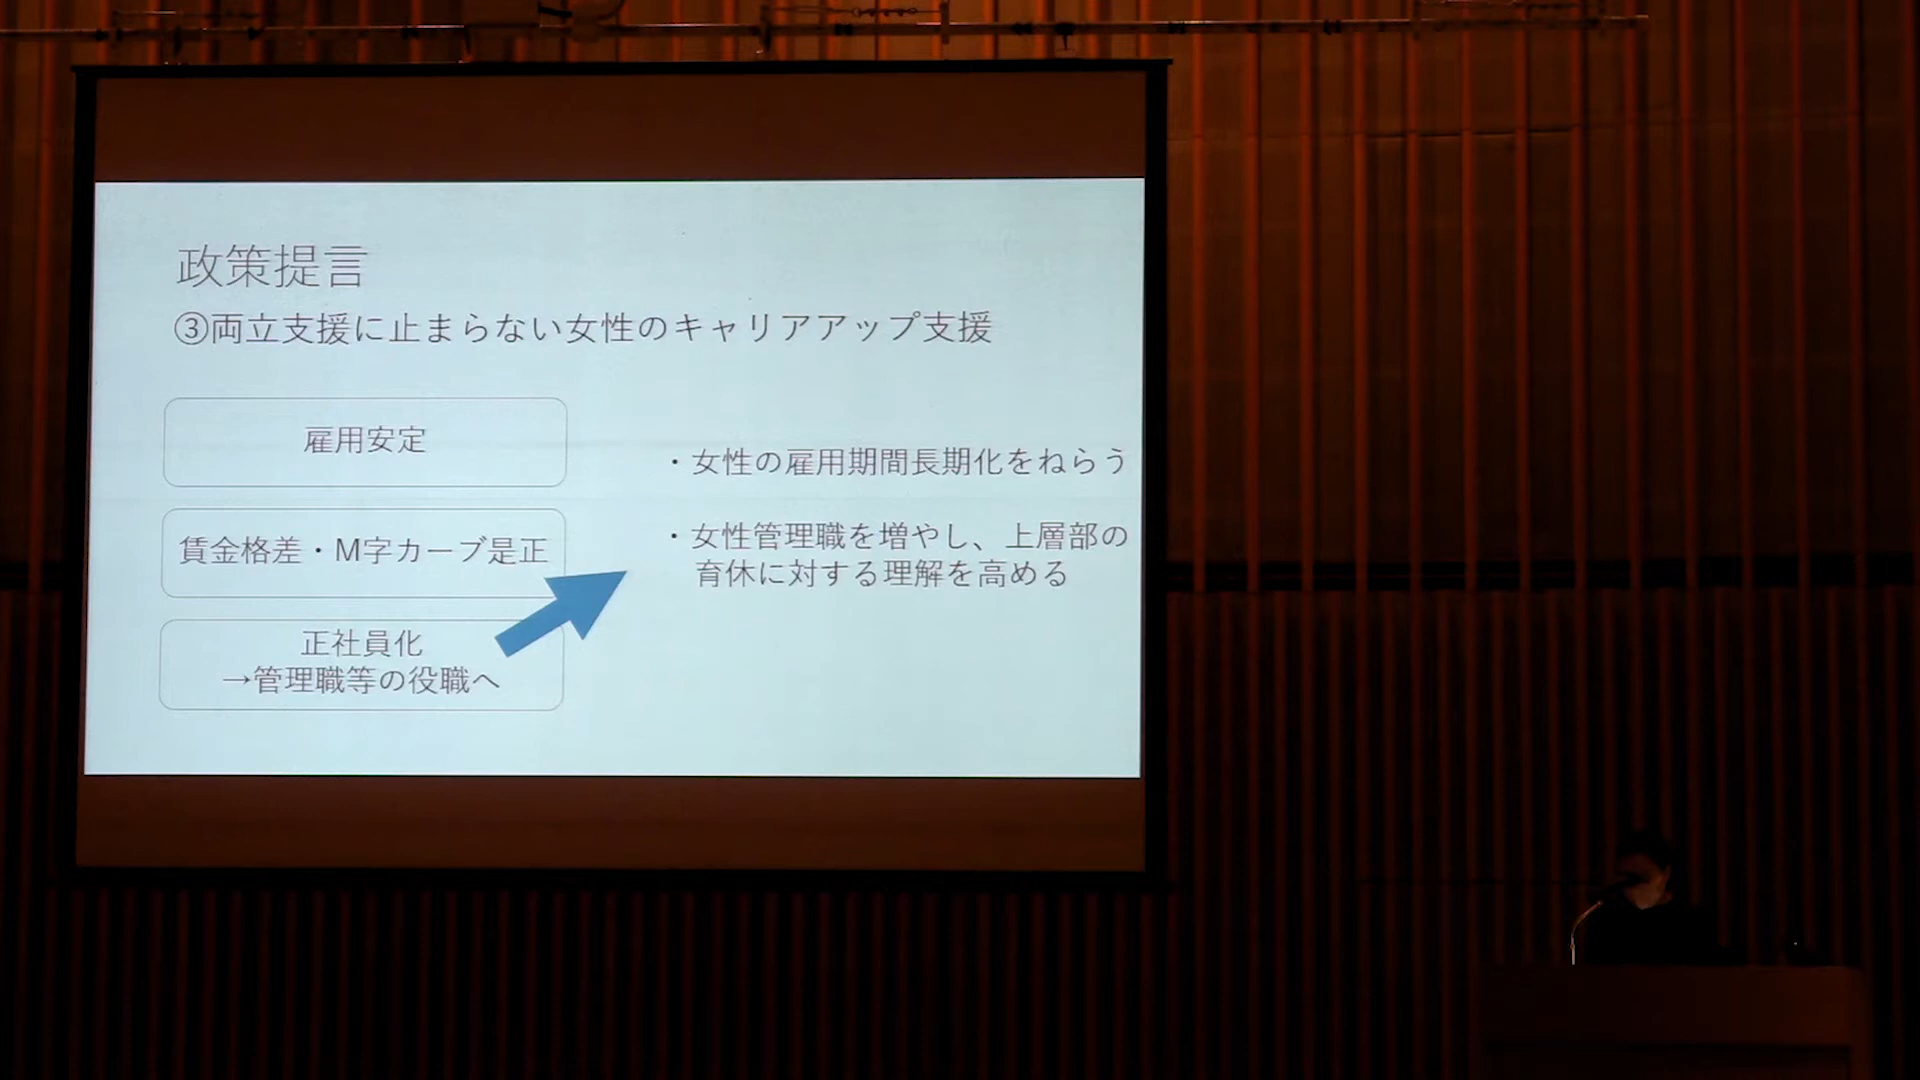 政策提言
③両立支援に止まらない女性のキャリアアップ支援
雇用安定
賃金格差・M字カーブ是正
正社員化
→管理職等の役職へ
・女性の雇用期間長期化をねらう
・女性管理職を増やし、上層部の
育休に対する理解を高める